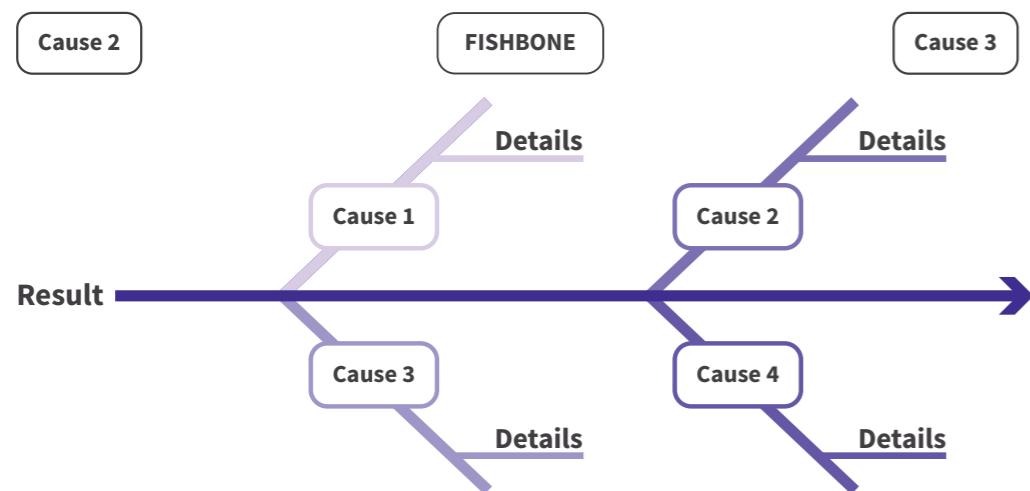 Cause 2
FISHBONE
Cause 3
Details
Details
Cause 1
Cause 2
Result
Cause 3
Cause 4
Details
Details